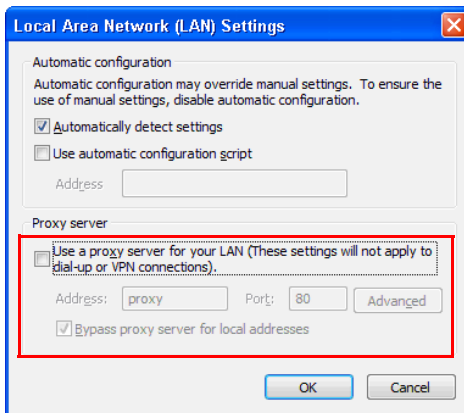 Local Area Network (LAN) Settings
Automatic configuration
Automatic configuration may override manual settings. To ensure the
use of manual settings, disable automatic configuration.
Automatically detect settings
Use automatic configuration script
Address
Proxy server
Use a proxy server for your LAN (These settings will not apply to
dial-up or VPN connections).
Address: proxy Port: 80 Advanced
Bypass proxy server for local addresses
OK Cancel